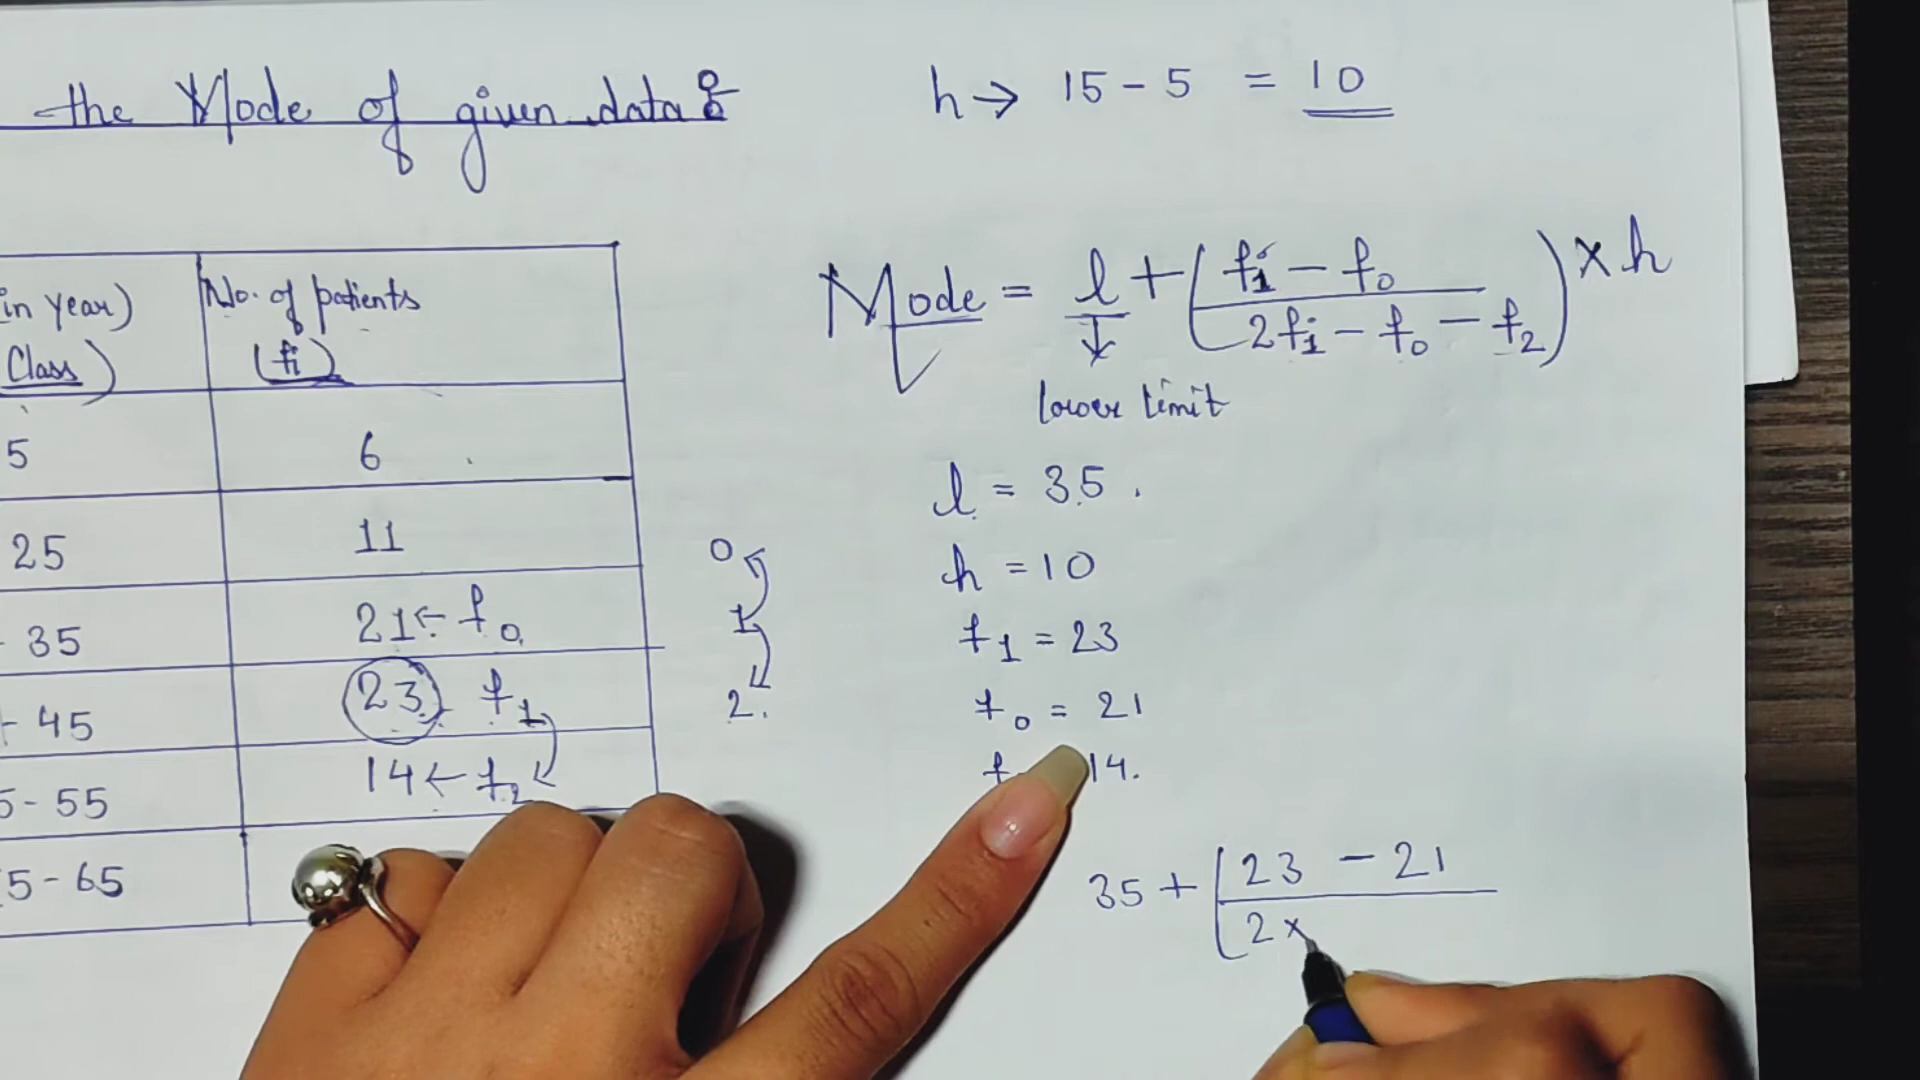 the Mode of given data :
h → 15 - 5 = 10
Mode = l + ( f1 - f0 / 2f1 - f0 - f2 ) × h
lower limit
in year) No. of patients
Class) (fi)
5 6
25 11
- 35 21 ← f0
- 45 23 f1
5 - 55 14 ← f2
5 - 65
0
1
2.
l = 35.
h = 10
f1 = 23
f0 = 21
f 14.
35 + ( 23 - 21
2 ×